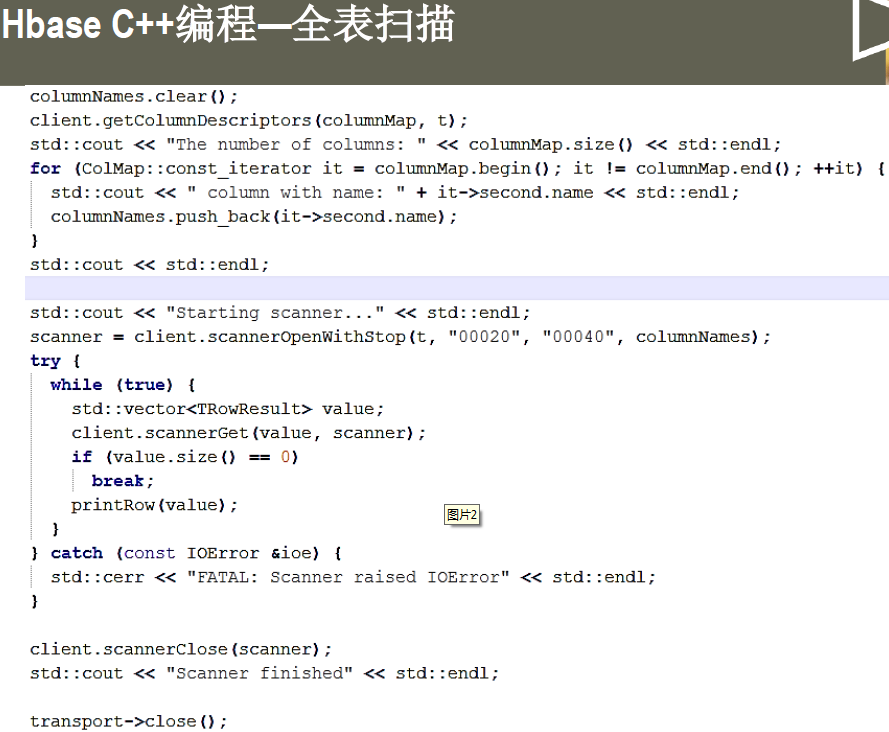 Hbase C++编程—全表扫描
columnNames.clear();
client.getColumnDescriptors(columnMap, t);
std::cout << "The number of columns: " << columnMap.size() << std::endl;
for (ColMap::const_iterator it = columnMap.begin(); it != columnMap.end(); ++it) {
  std::cout << " column with name: " + it->second.name << std::endl;
  columnNames.push_back(it->second.name);
}
std::cout << std::endl;
std::cout << "Starting scanner..." << std::endl;
scanner = client.scannerOpenWithStop(t, "00020", "00040", columnNames);
try {
  while (true) {
    std::vector<TRowResult> value;
    client.scannerGet(value, scanner);
    if (value.size() == 0)
      break;
    printRow(value);
图片2
  }
} catch (const IOError &ioe) {
  std::cerr << "FATAL: Scanner raised IOError" << std::endl;
}
client.scannerClose(scanner);
std::cout << "Scanner finished" << std::endl;
transport->close();